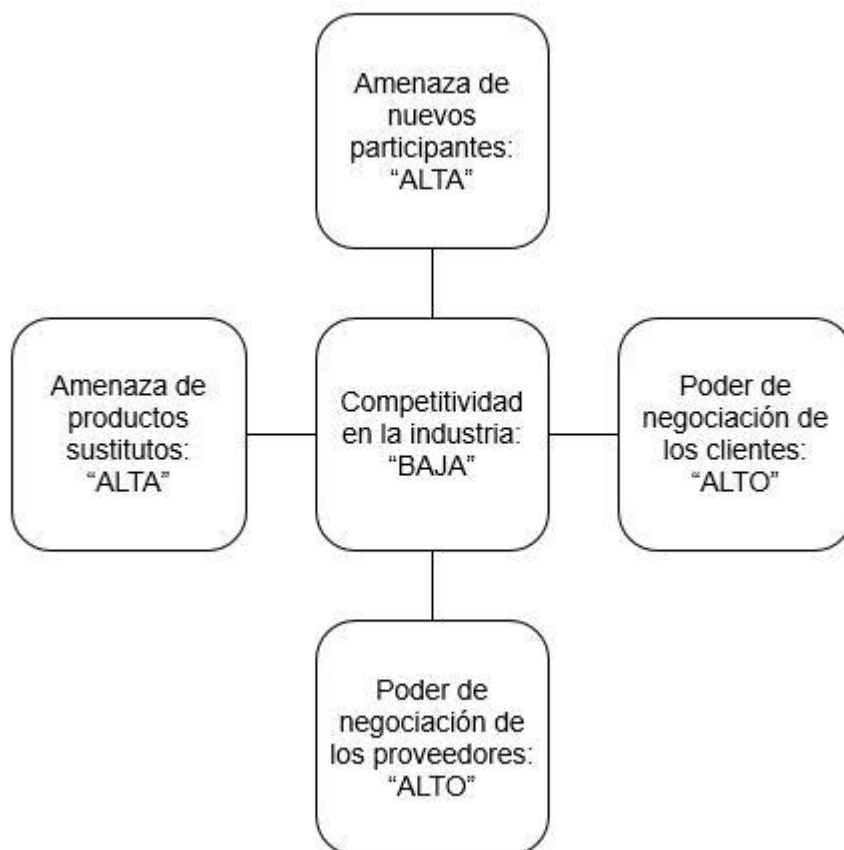 Amenaza de
nuevos
participantes:
“ALTA”
Amenaza de
productos
sustitutos:
“ALTA”
Competitividad
en la industria:
“BAJA”
Poder de
negociación de
los clientes:
“ALTO”
Poder de
negociación de
los proveedores:
“ALTO”